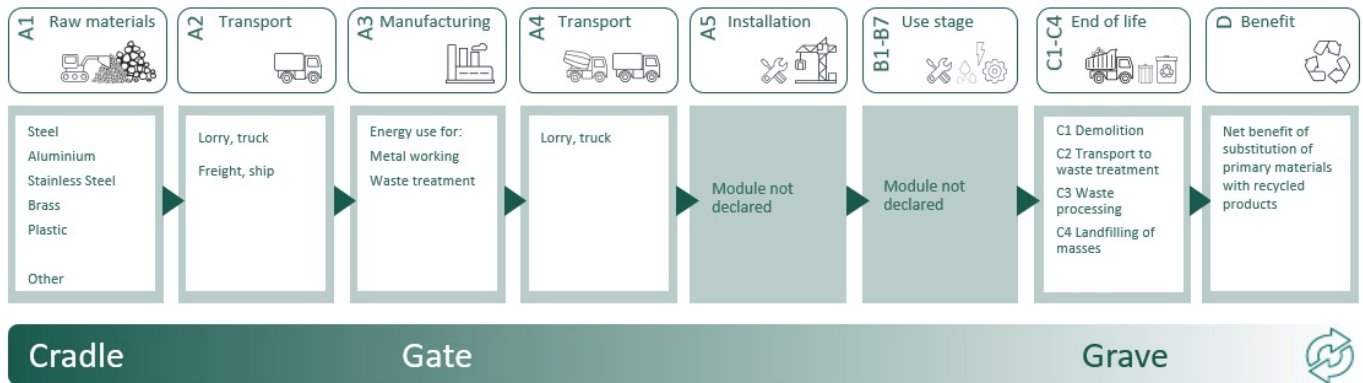 A1 Raw materials
A2 Transport
A3 Manufacturing
A4 Transport
A5 Installation
B1-B7 Use stage
C1-C4 End of life
D Benefit
Steel
Aluminium
Stainless Steel
Brass
Plastic
Other
Lorry, truck
Freight, ship
Energy use for:
Metal working
Waste treatment
Lorry, truck
Module not
declared
Module not
declared
C1 Demolition
C2 Transport to
waste treatment
C3 Waste
processing
C4 Landfilling of
masses
Net benefit of
substitution of
primary materials
with recycled
products
Cradle
Gate
Grave